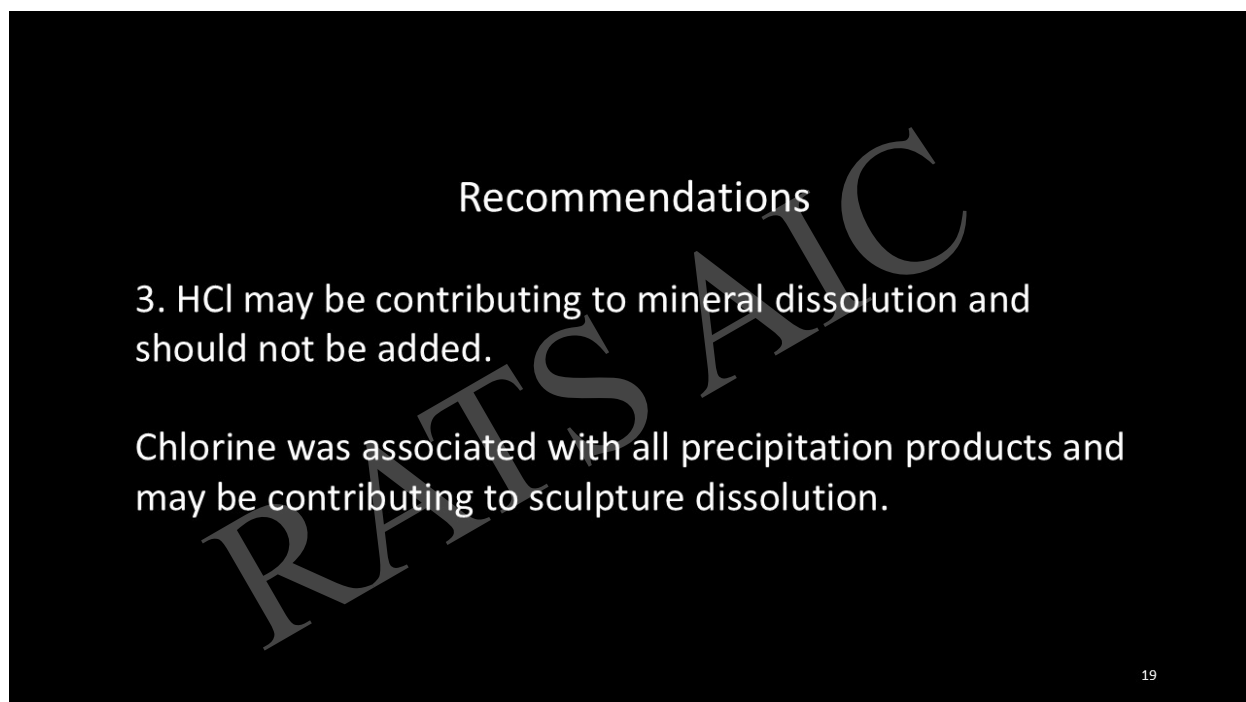 Recommendations
3. HCl may be contributing to mineral dissolution and
should not be added.
Chlorine was associated with all precipitation products and
may be contributing to sculpture dissolution.
RATS AIC
19